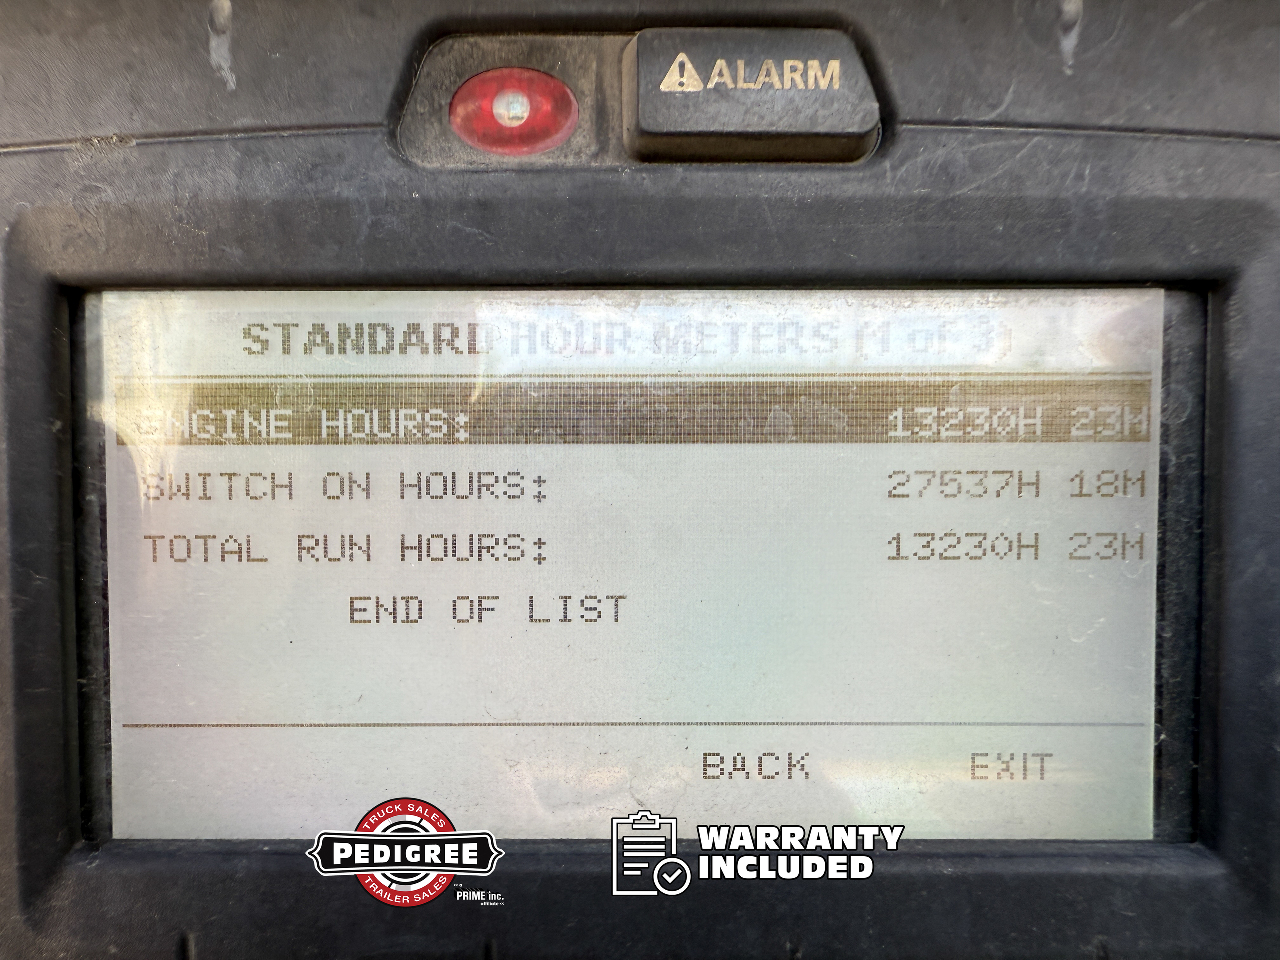 ALARM
STANDARD HOUR METERS (1 of 3)
ENGINE HOURS: 13230H 23M
SWITCH ON HOURS: 27537H 18M
TOTAL RUN HOURS: 13230H 23M
END OF LIST
BACK EXIT
TRUCK SALES
PEDIGREE
TRAILER SALES
PRIME inc.
WARRANTY
INCLUDED